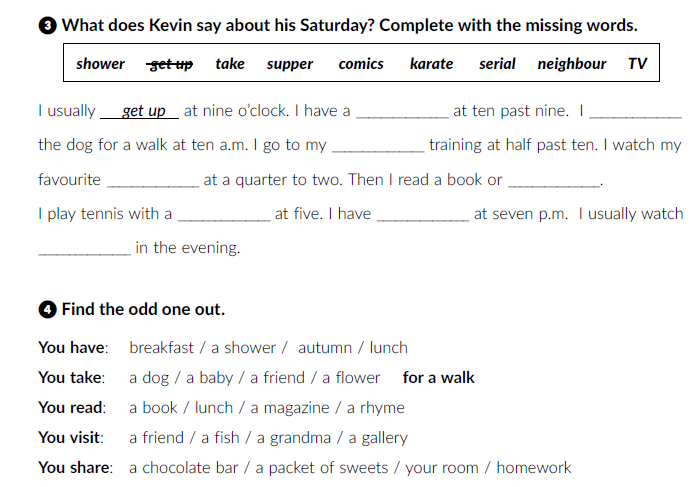 3 What does Kevin say about his Saturday? Complete with the missing words.
shower get up take supper comics karate serial neighbour TV
I usually get up at nine o'clock. I have a __________ at ten past nine. I __________
the dog for a walk at ten a.m. I go to my __________ training at half past ten. I watch my
favourite __________ at a quarter to two. Then I read a book or __________.
I play tennis with a __________ at five. I have __________ at seven p.m. I usually watch
__________ in the evening.
4 Find the odd one out.
You have: breakfast / a shower / autumn / lunch
You take: a dog / a baby / a friend / a flower for a walk
You read: a book / lunch / a magazine / a rhyme
You visit: a friend / a fish / a grandma / a gallery
You share: a chocolate bar / a packet of sweets / your room / homework